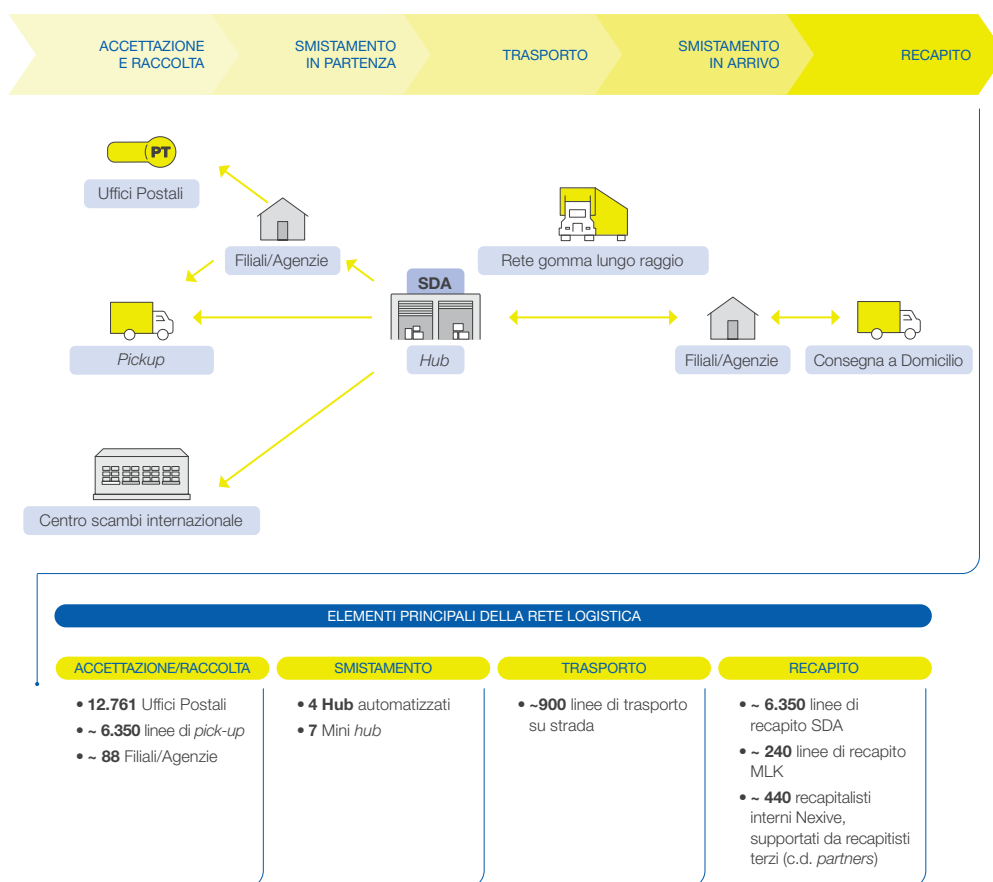 ACCETTAZIONE
E RACCOLTA
SMISTAMENTO
IN PARTENZA
TRASPORTO
SMISTAMENTO
IN ARRIVO
RECAPITO
PT
Uffici Postali
Filiali/Agenzie
Rete gomma lungo raggio
SDA
Pickup
Hub
Filiali/Agenzie
Consegna a Domicilio
Centro scambi internazionale
ELEMENTI PRINCIPALI DELLA RETE LOGISTICA
ACCETTAZIONE/RACCOLTA
• 12.761 Uffici Postali
• ~ 6.350 linee di pick-up
• ~ 88 Filiali/Agenzie
SMISTAMENTO
• 4 Hub automatizzati
• 7 Mini hub
TRASPORTO
• ~900 linee di trasporto
su strada
RECAPITO
• ~ 6.350 linee di
recapito SDA
• ~ 240 linee di recapito
MLK
• ~ 440 recapitalisti
interni Nexive,
supportati da recapitisti
terzi (c.d. partners)